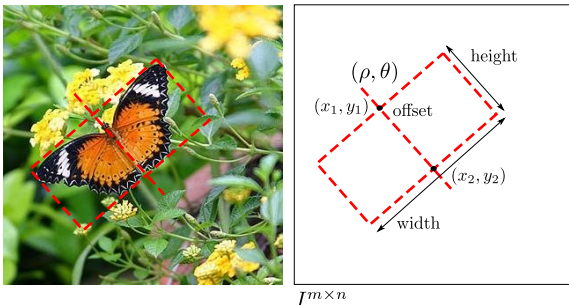 height
(ρ, θ)
(x₁, y₁)
offset
(x₂, y₂)
width
I^{m×n}